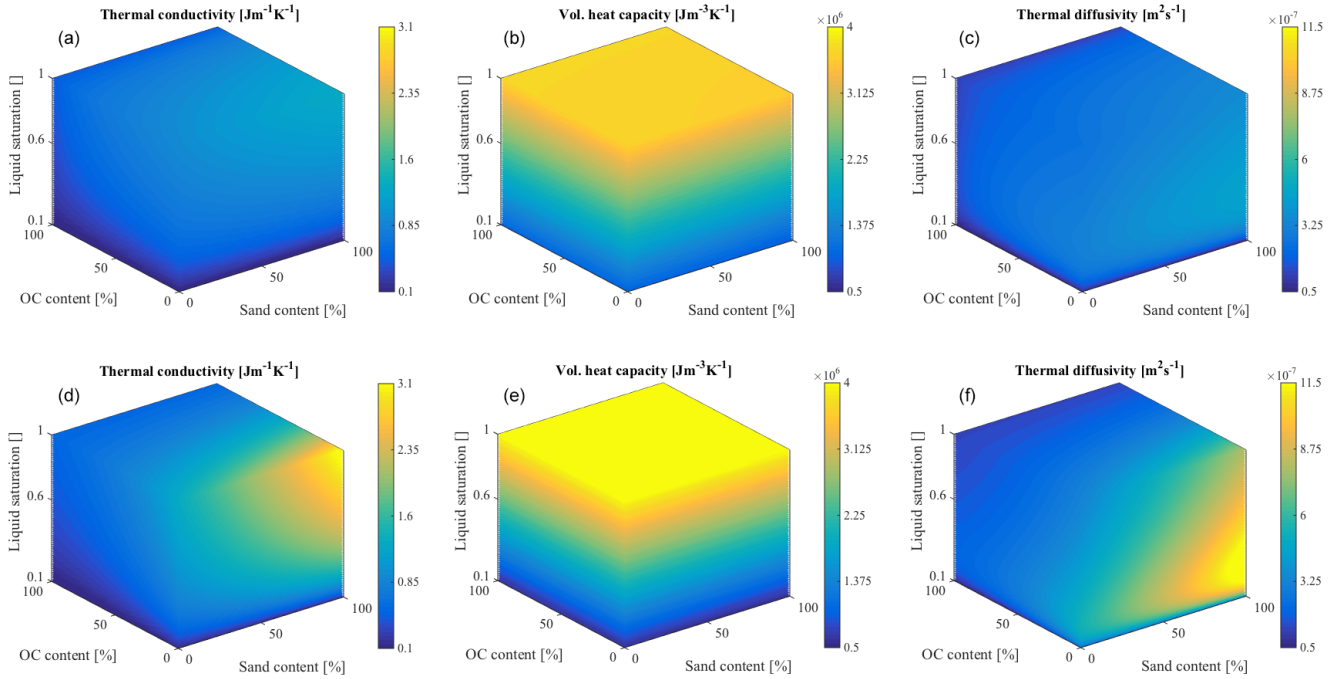 Thermal conductivity [Jm⁻¹K⁻¹]
(a)
Liquid saturation []
1
0.6
0.1
100
50
0
OC content [%]
0
50
100
Sand content [%]
3.1
2.35
1.6
0.85
0.1
Vol. heat capacity [Jm⁻³K⁻¹]
(b)
Liquid saturation []
1
0.6
0.1
100
50
0
OC content [%]
0
50
100
Sand content [%]
×10⁶
4
3.125
2.25
1.375
0.5
Thermal diffusivity [m²s⁻¹]
(c)
Liquid saturation []
1
0.6
0.1
100
50
0
OC content [%]
0
50
100
Sand content [%]
×10⁻⁷
11.5
8.75
6
3.25
0.5
Thermal conductivity [Jm⁻¹K⁻¹]
(d)
Liquid saturation []
1
0.6
0.1
100
50
0
OC content [%]
0
50
100
Sand content [%]
3.1
2.35
1.6
0.85
0.1
Vol. heat capacity [Jm⁻³K⁻¹]
(e)
Liquid saturation []
1
0.6
0.1
100
50
0
OC content [%]
0
50
100
Sand content [%]
×10⁶
4
3.125
2.25
1.375
0.5
Thermal diffusivity [m²s⁻¹]
(f)
Liquid saturation []
1
0.6
0.1
100
50
0
OC content [%]
0
50
100
Sand content [%]
×10⁻⁷
11.5
8.75
6
3.25
0.5